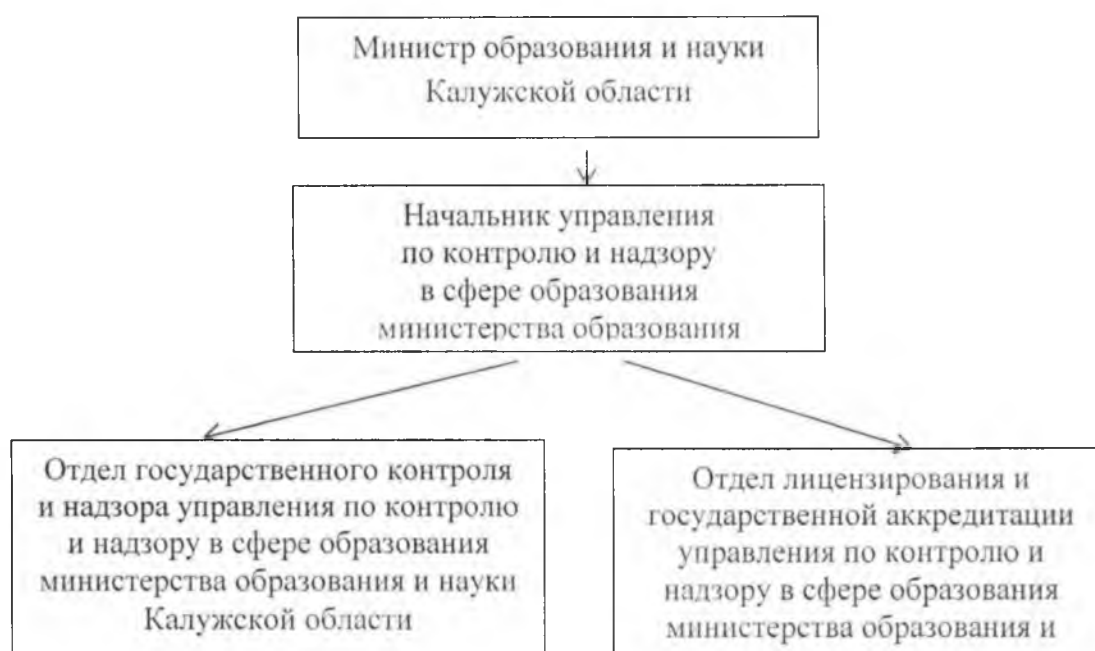 Министр образования и науки
Калужской области
Начальник управления
по контролю и надзору
в сфере образования
министерства образования
Отдел государственного контроля
и надзора управления по контролю
и надзору в сфере образования
министерства образования и науки
Калужской области
Отдел лицензирования и
государственной аккредитации
управления по контролю и
надзору в сфере образования
министерства образования и